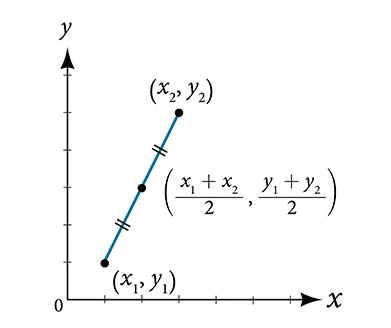 y
(x₂, y₂)
(x₁ + x₂ / 2, y₁ + y₂ / 2)
(x₁, y₁)
0
x